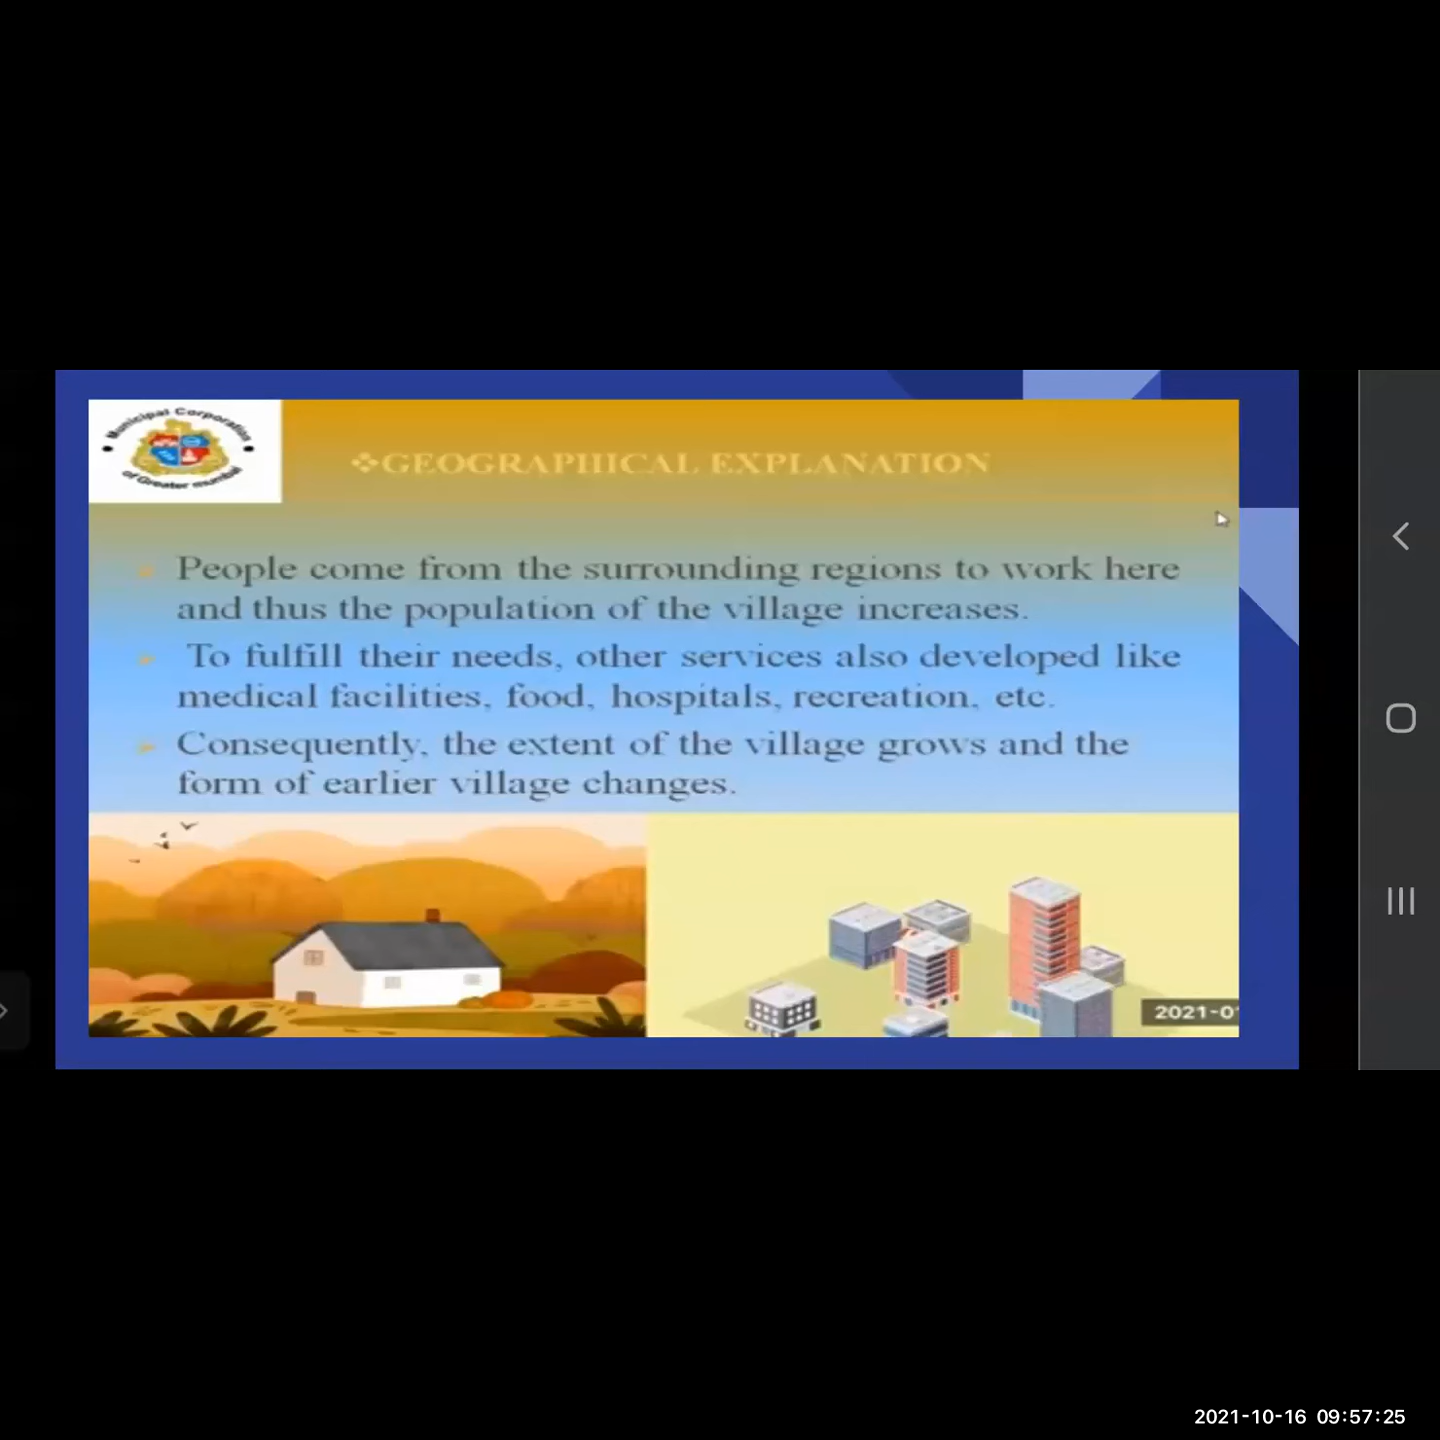 Municipal Corporation
of Greater mumbai
❖GEOGRAPHICAL EXPLANATION
People come from the surrounding regions to work here
and thus the population of the village increases.
To fulfill their needs, other services also developed like
medical facilities, food, hospitals, recreation, etc.
Consequently, the extent of the village grows and the
form of earlier village changes.
2021-0
2021-10-16 09:57:25